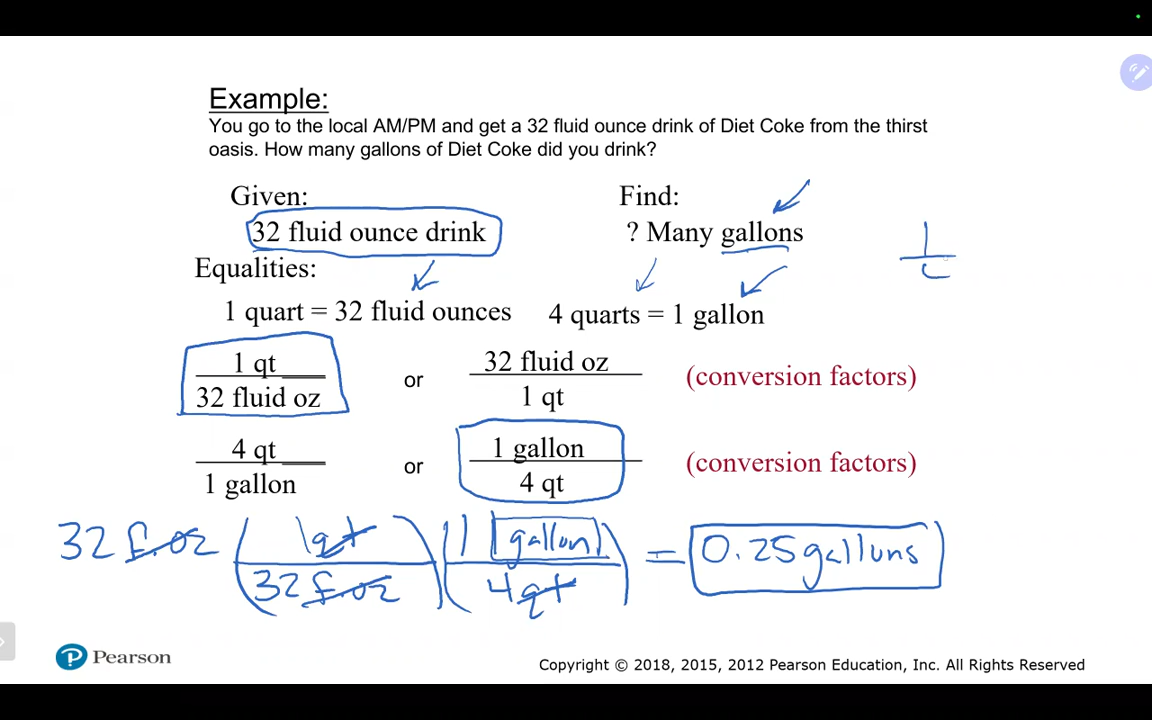 Example:
You go to the local AM/PM and get a 32 fluid ounce drink of Diet Coke from the thirst
oasis. How many gallons of Diet Coke did you drink?
Given:
Find:
32 fluid ounce drink
? Many gallons
1
Equalities:
1 quart = 32 fluid ounces
4 quarts = 1 gallon
1 qt
32 fluid oz
or
32 fluid oz
1 qt
(conversion factors)
4 qt
1 gallon
or
1 gallon
4 qt
(conversion factors)
32 f.oz (1qt / 32 f.oz) (1 gallon / 4qt) = 0.25 gallons
Pearson
Copyright © 2018, 2015, 2012 Pearson Education, Inc. All Rights Reserved